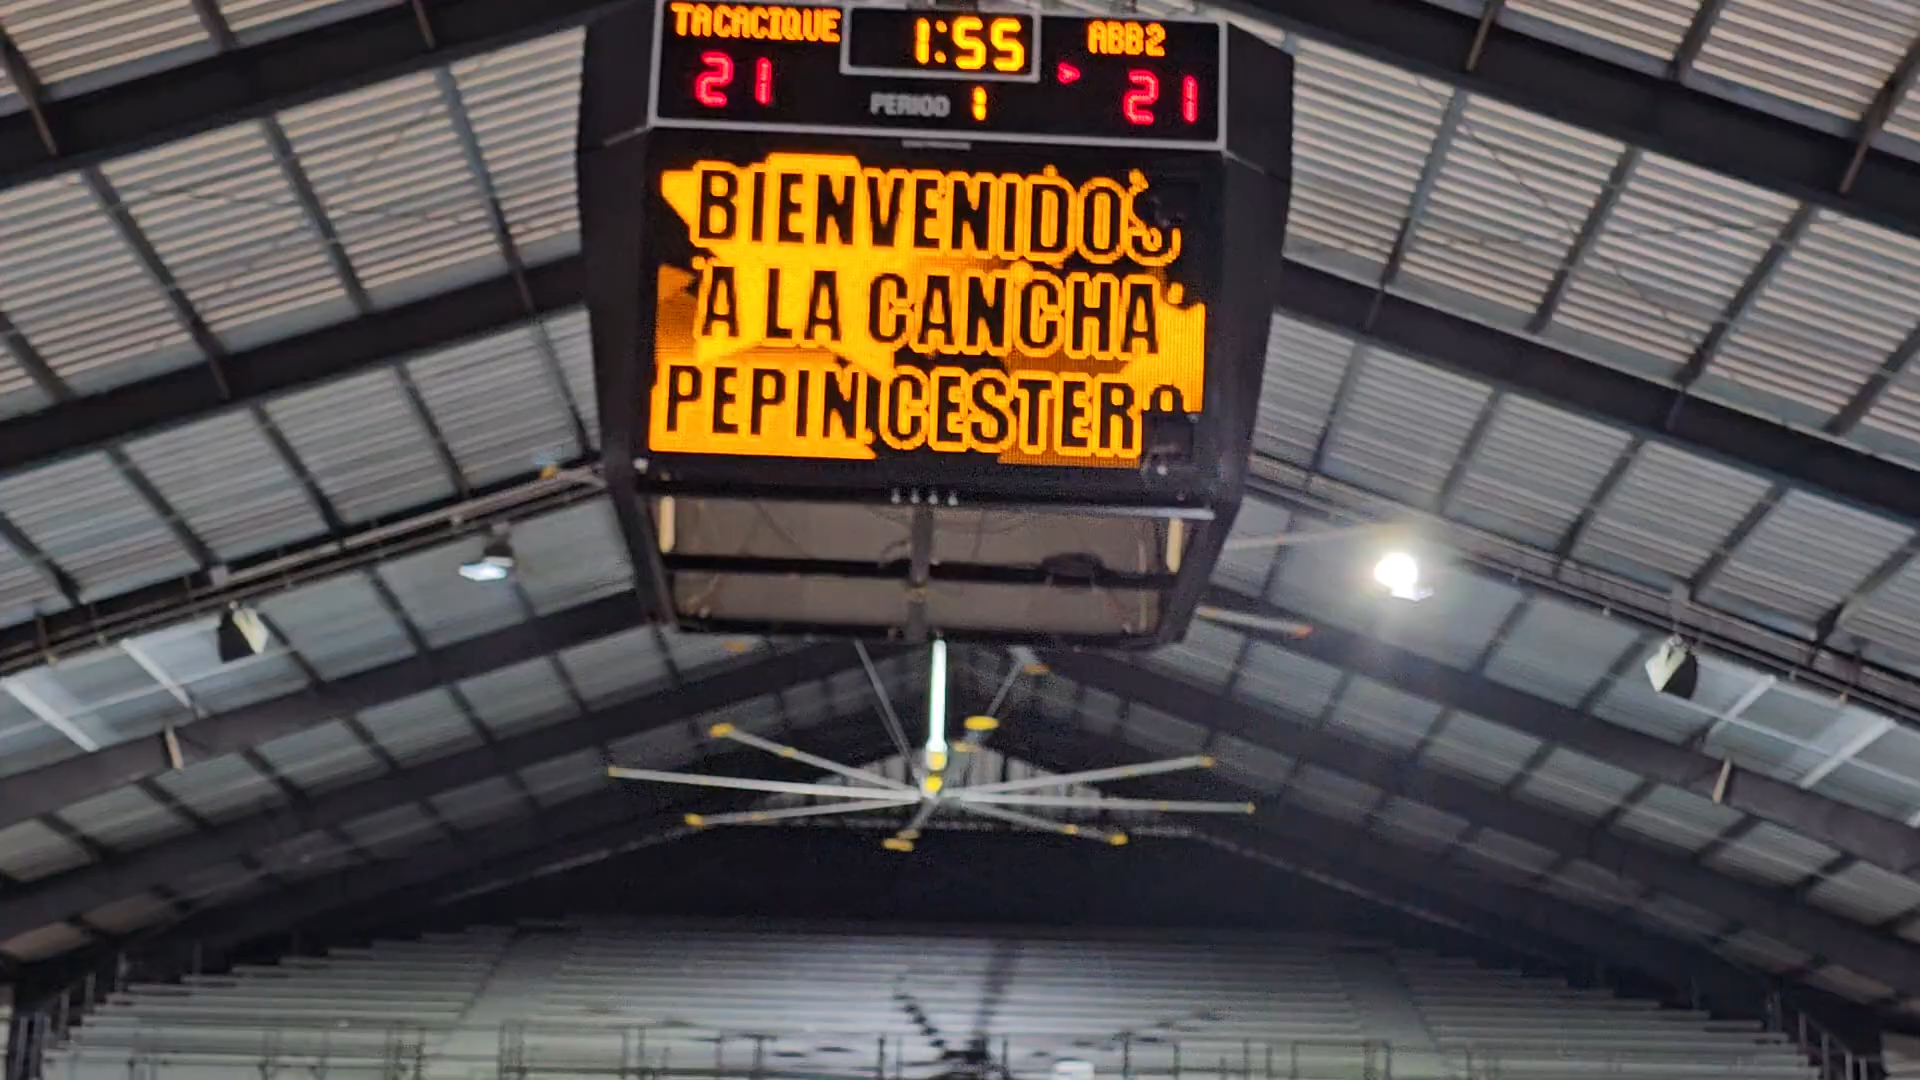 TACACIQUE 1:55 ABB2
21 PERIOD 1 > 21
BIENVENIDOS
A LA CANCHA
PEPIN CESTERO